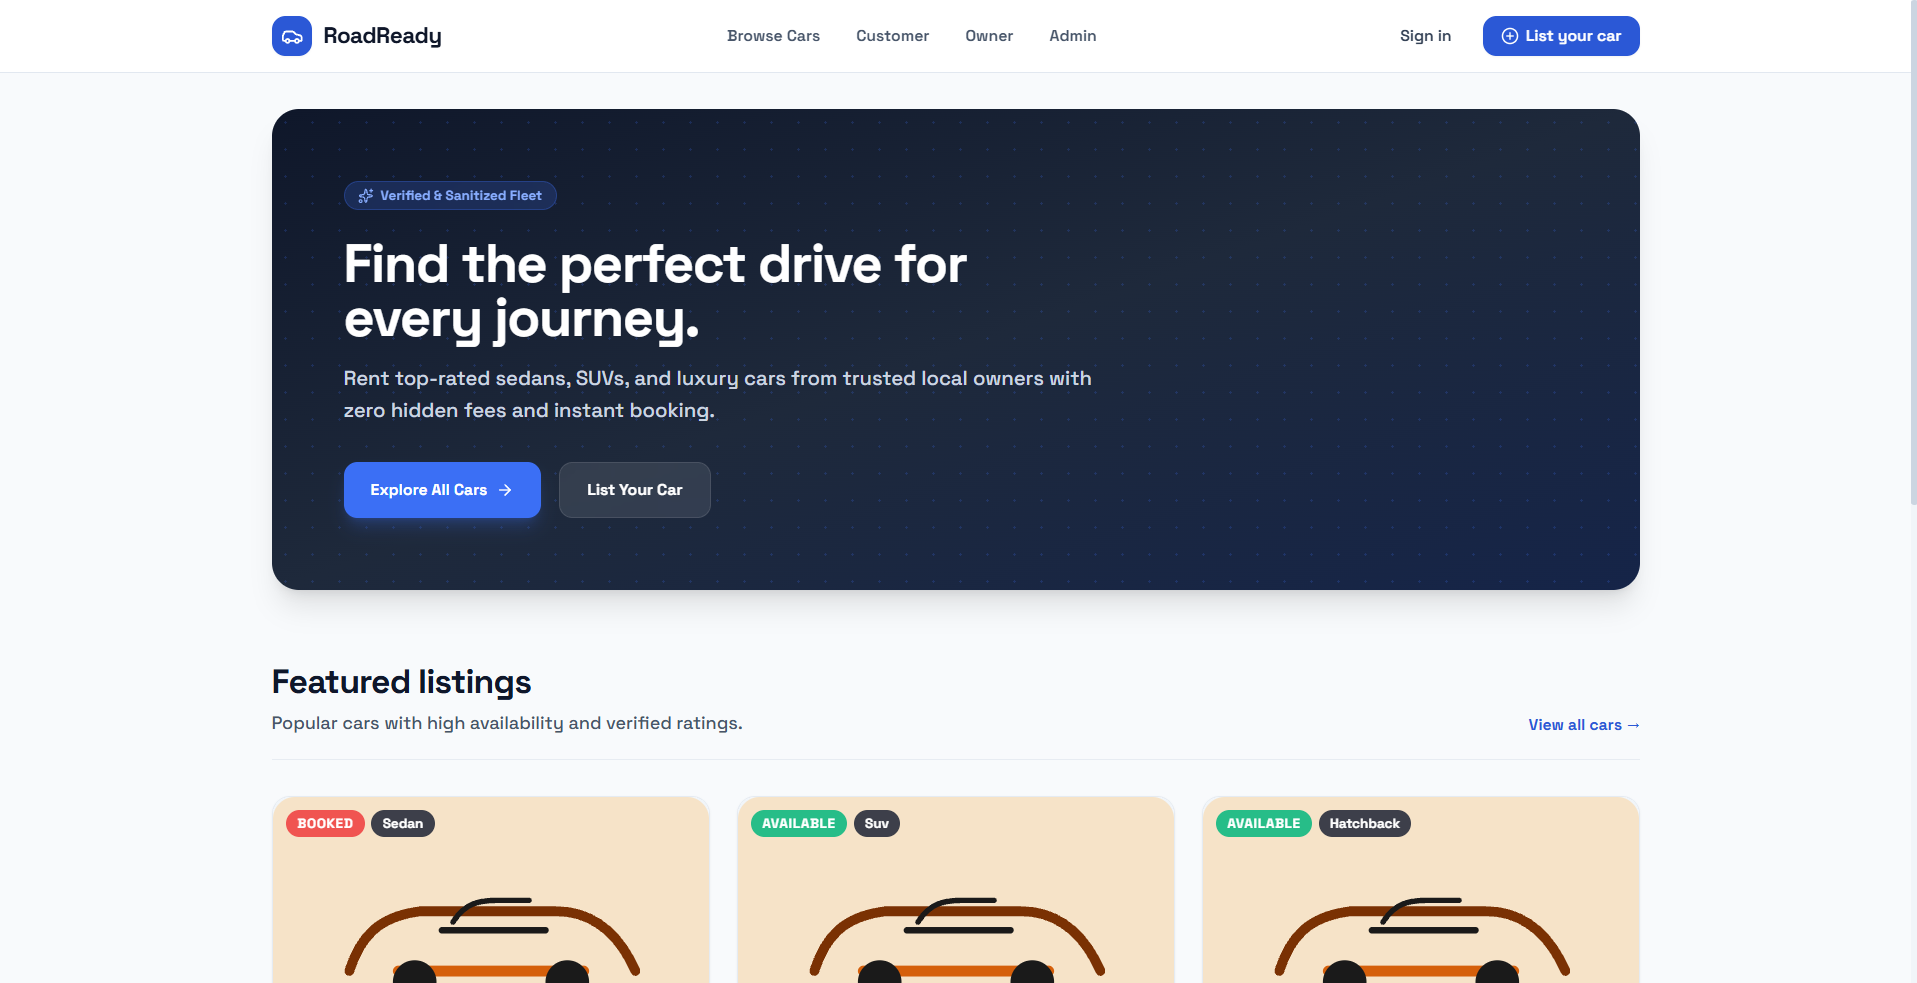 RoadReady
Browse Cars
Customer
Owner
Admin
Sign in
List your car
Verified & Sanitized Fleet
Find the perfect drive for
every journey.
Rent top-rated sedans, SUVs, and luxury cars from trusted local owners with
zero hidden fees and instant booking.
Explore All Cars →
List Your Car
Featured listings
Popular cars with high availability and verified ratings.
View all cars →
BOOKED
Sedan
AVAILABLE
Suv
AVAILABLE
Hatchback